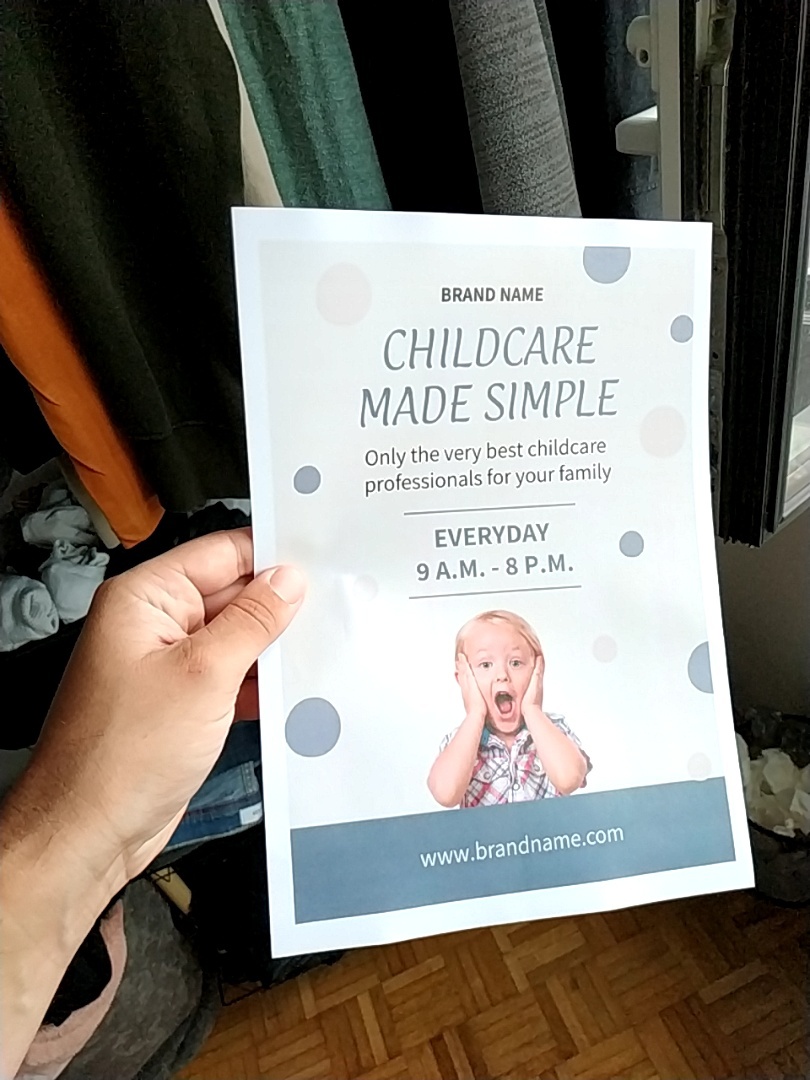 BRAND NAME
CHILDCARE
MADE SIMPLE
Only the very best childcare
professionals for your family
EVERYDAY
9 A.M. - 8 P.M.
www.brandname.com